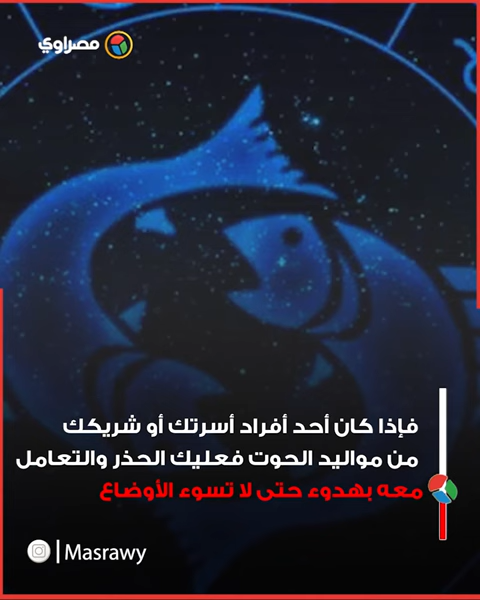 مصراوي
فإذا كان أحد أفراد أسرتك أو شريكك
من مواليد الحوت فعليك الحذر والتعامل
معه بهدوء حتى لا تسوء الأوضاع
Masrawy